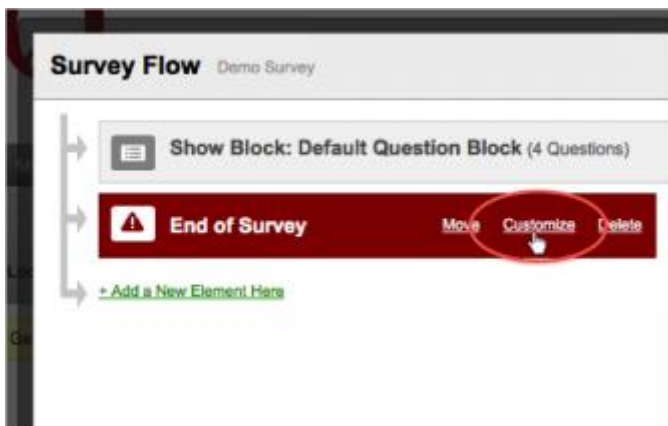 Survey Flow Demo Survey
Show Block: Default Question Block (4 Questions)
End of Survey Move Customize Delete
+ Add a New Element Here